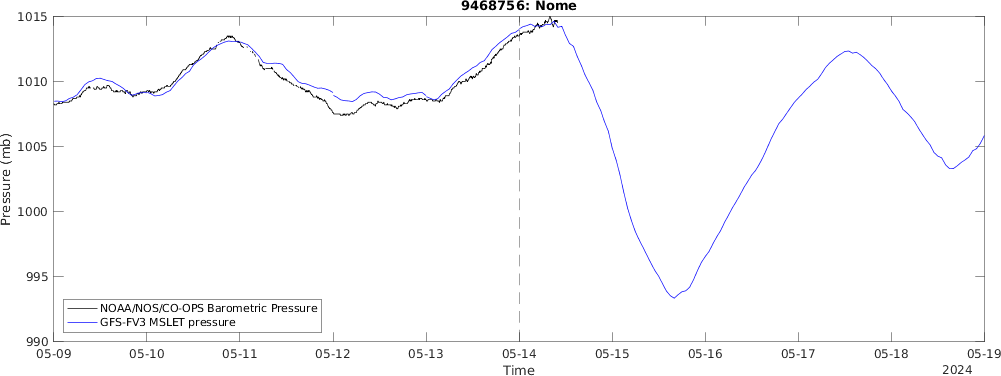 9468756: Nome
Pressure (mb)
1015
1010
1005
1000
995
990
NOAA/NOS/CO-OPS Barometric Pressure
GFS-FV3 MSLET pressure
05-09 05-10 05-11 05-12 05-13 05-14 05-15 05-16 05-17 05-18 05-19
Time
2024